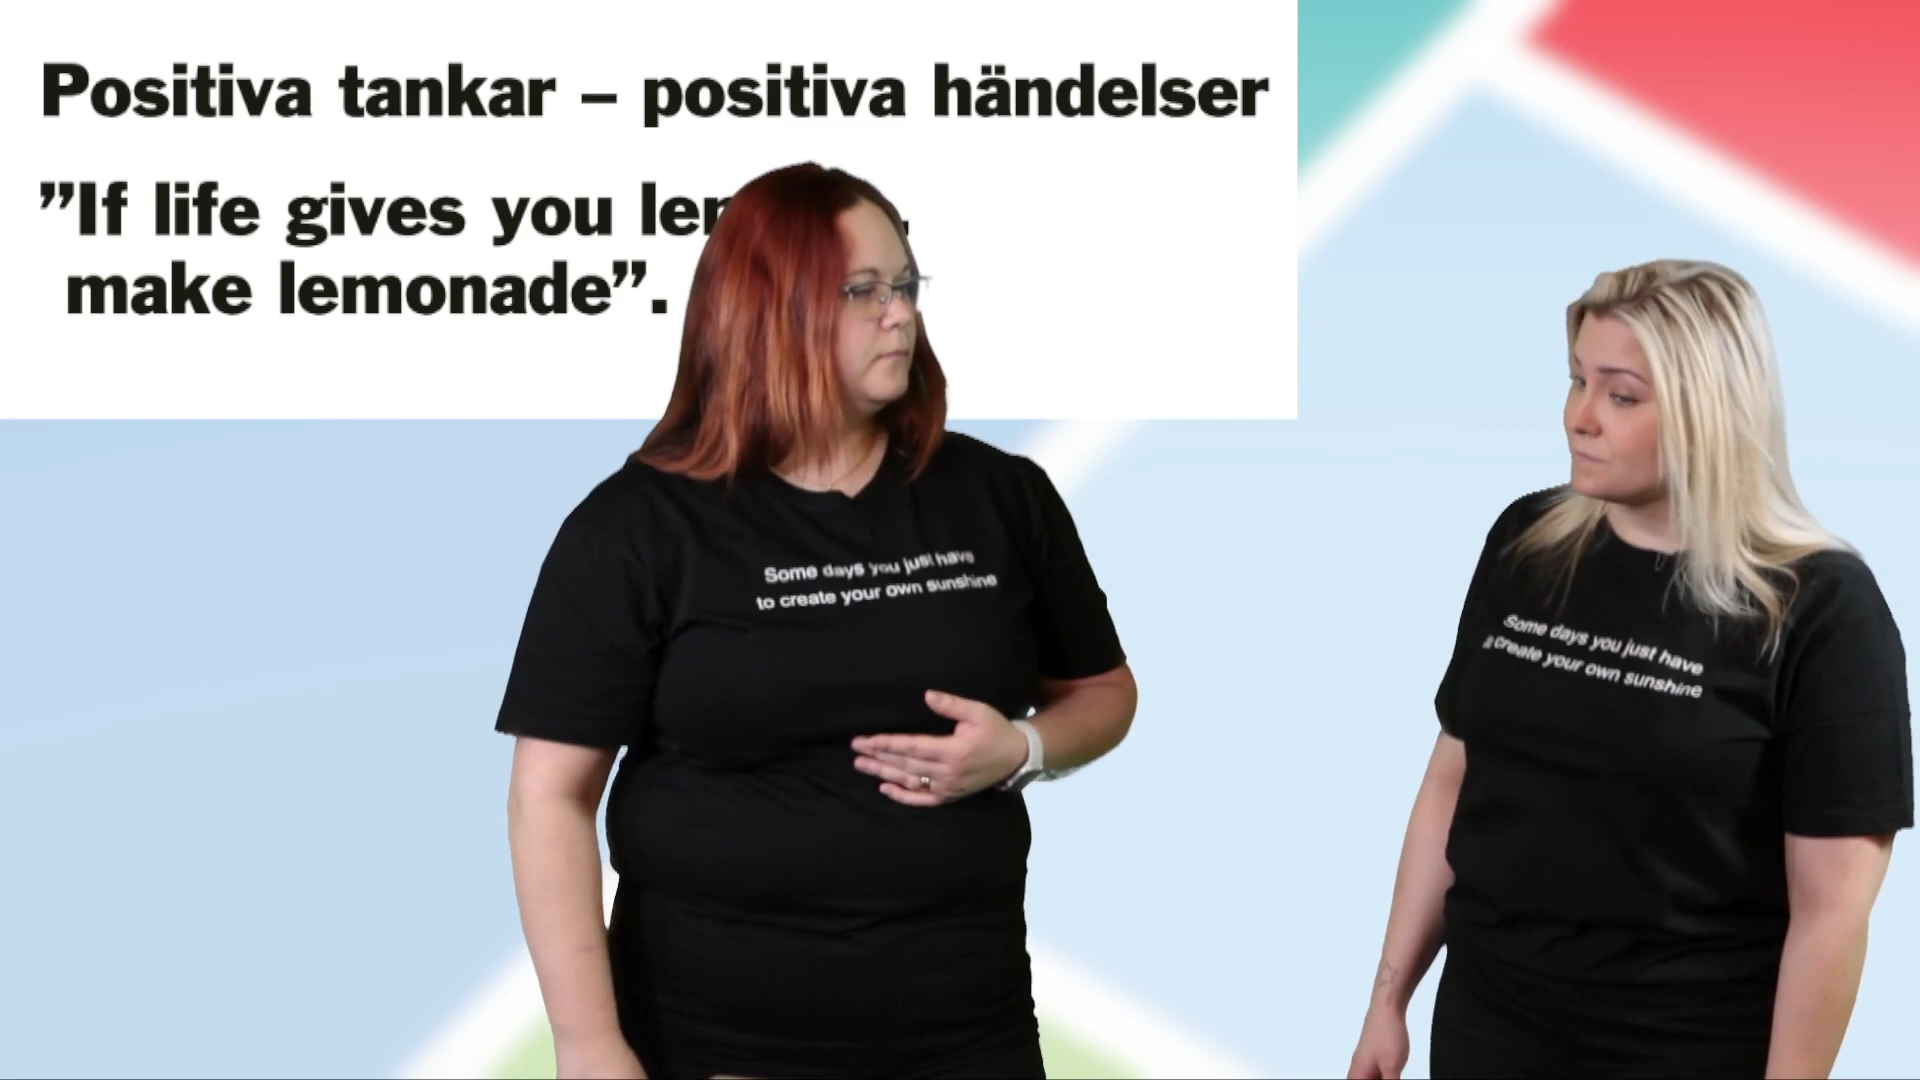 Positiva tankar – positiva händelser
”If life gives you
make lemonade”.
Some days you just have
to create your own sunshine
Some days you just have
to create your own sunshine